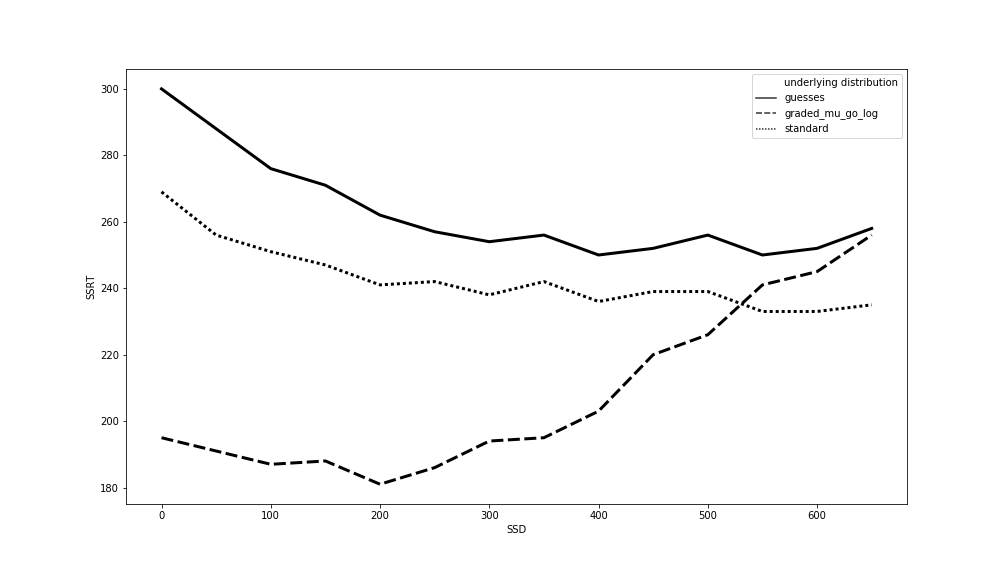 300
280
260
240
220
200
180
SSRT
0 100 200 300 400 500 600
SSD
underlying distribution
guesses
graded_mu_go_log
standard